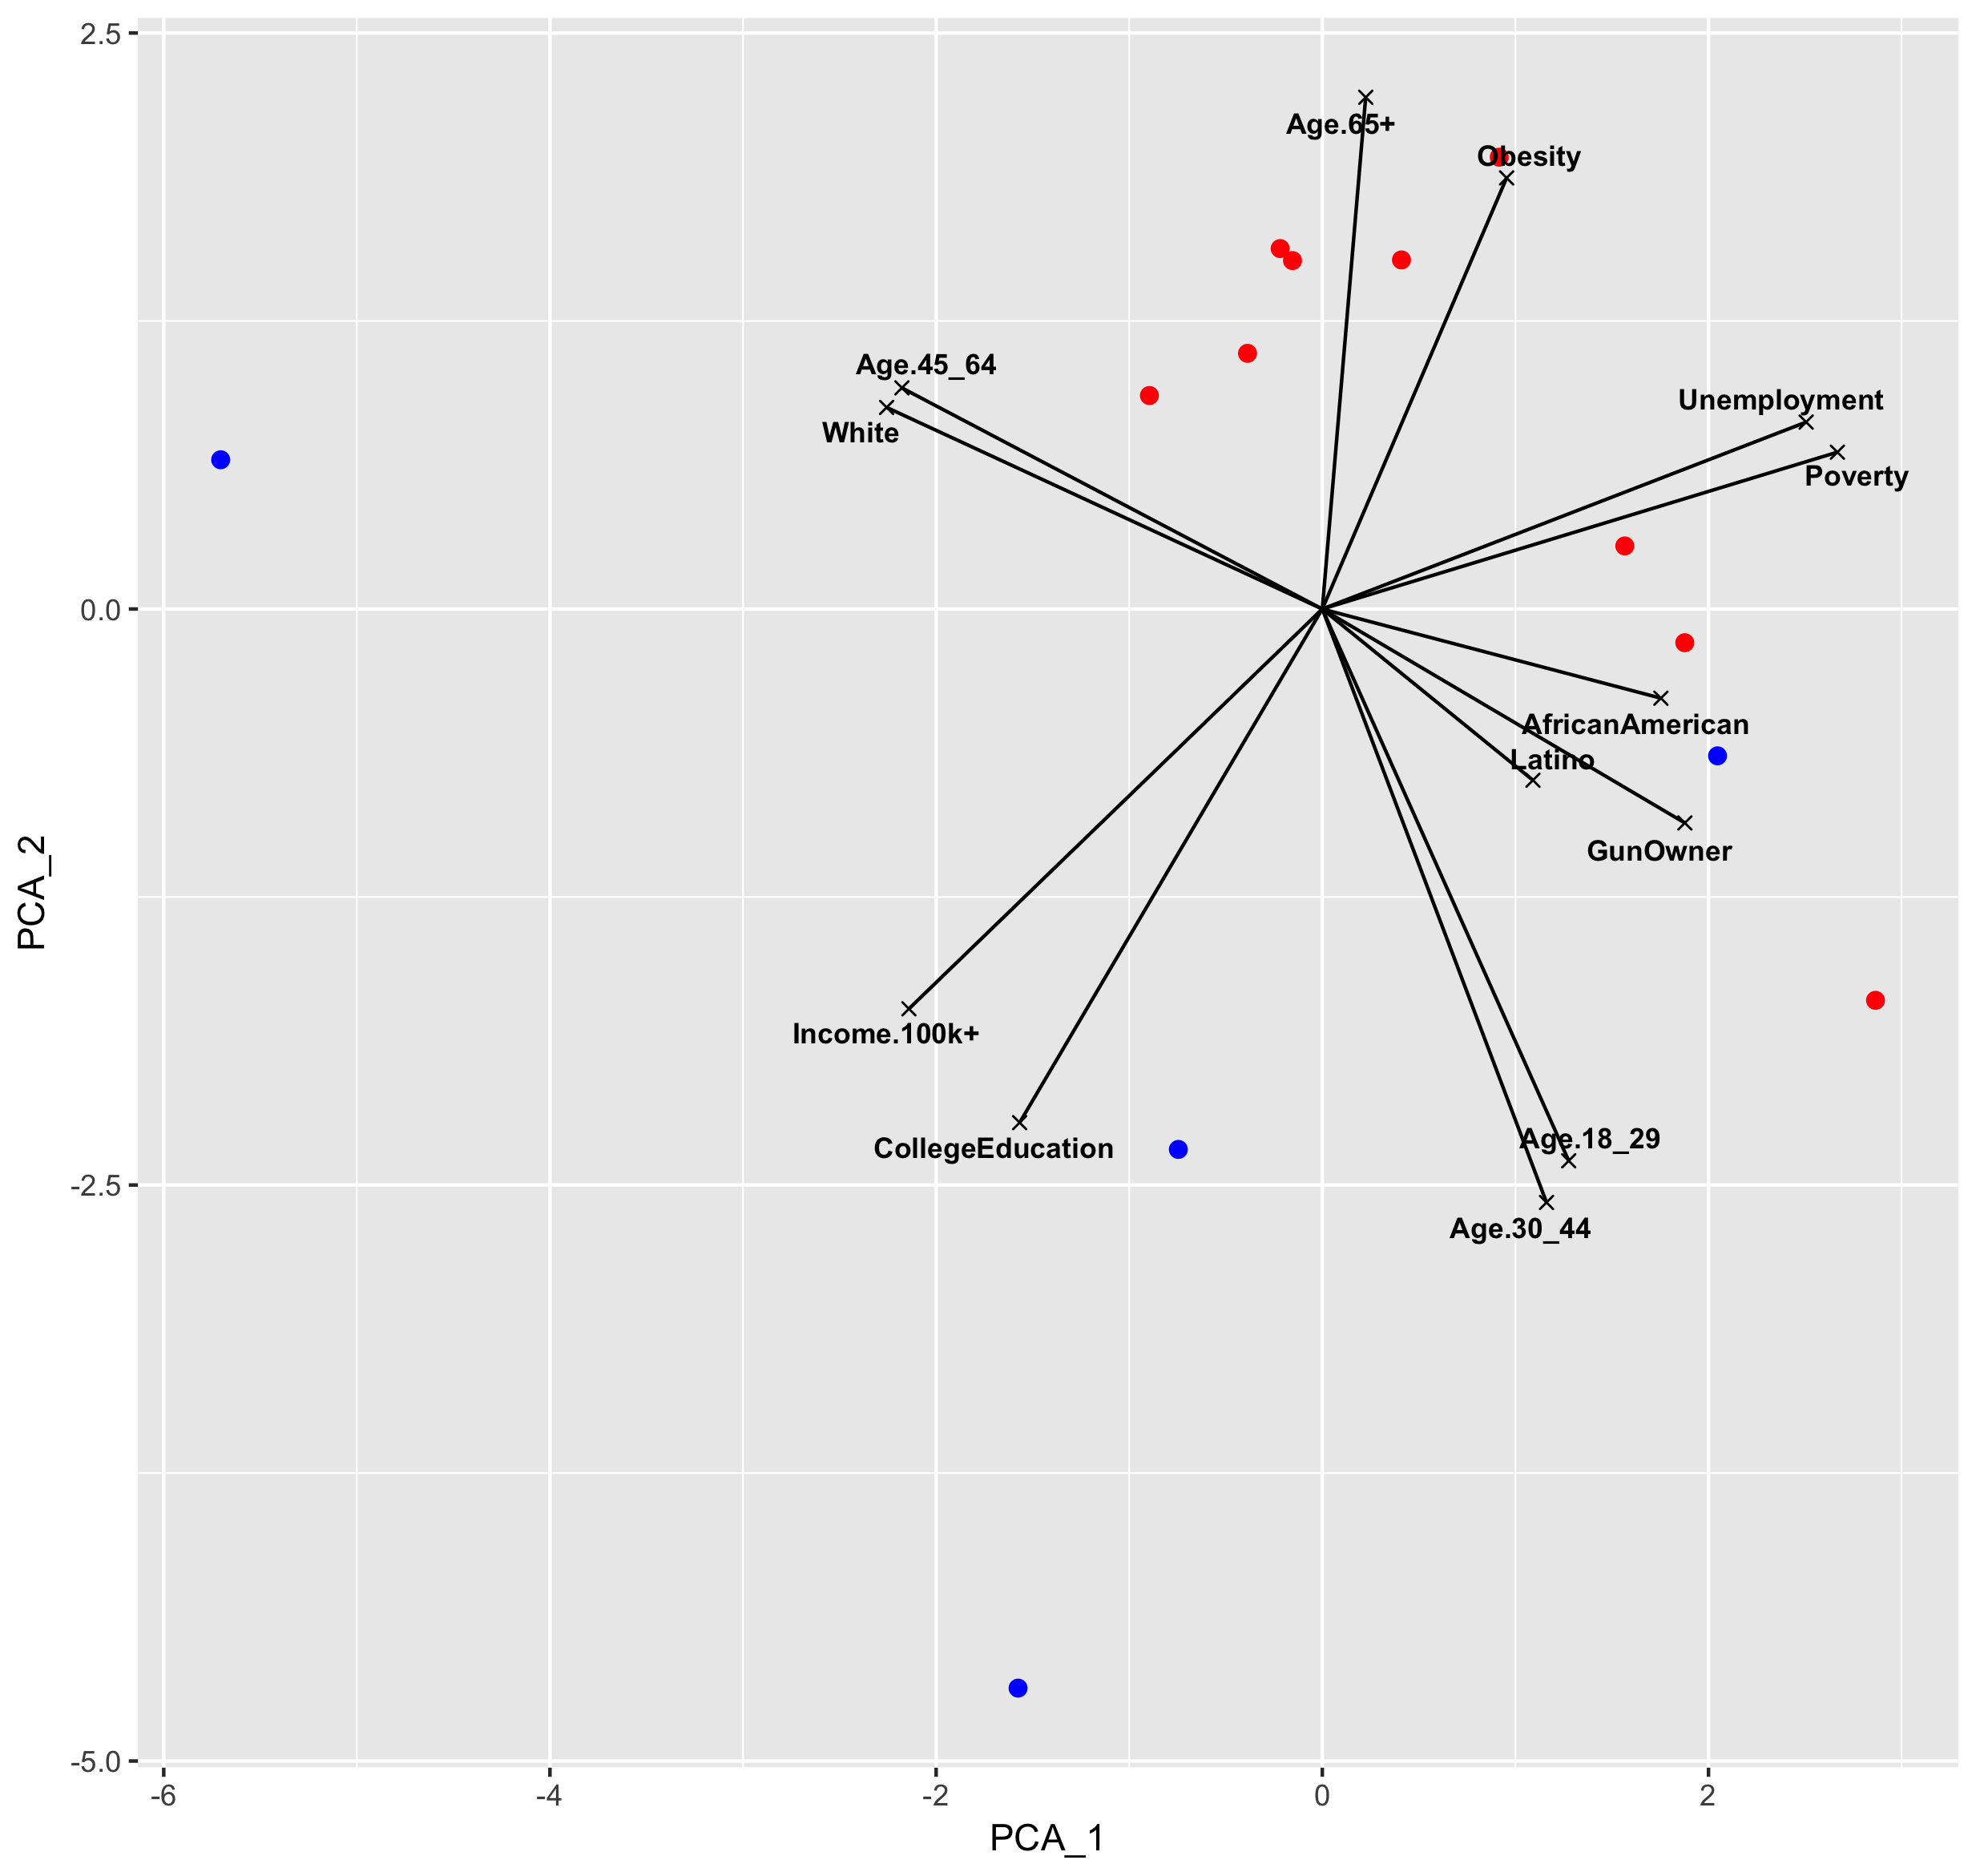 2.5
Age.65+
Obesity
Age.45_64
Unemployment
White
Poverty
0.0
AfricanAmerican
Latino
GunOwner
PCA_2
Income.100k+
CollegeEducation
Age.18_29
-2.5
Age.30_44
-5.0
-6
-4
-2
0
2
PCA_1